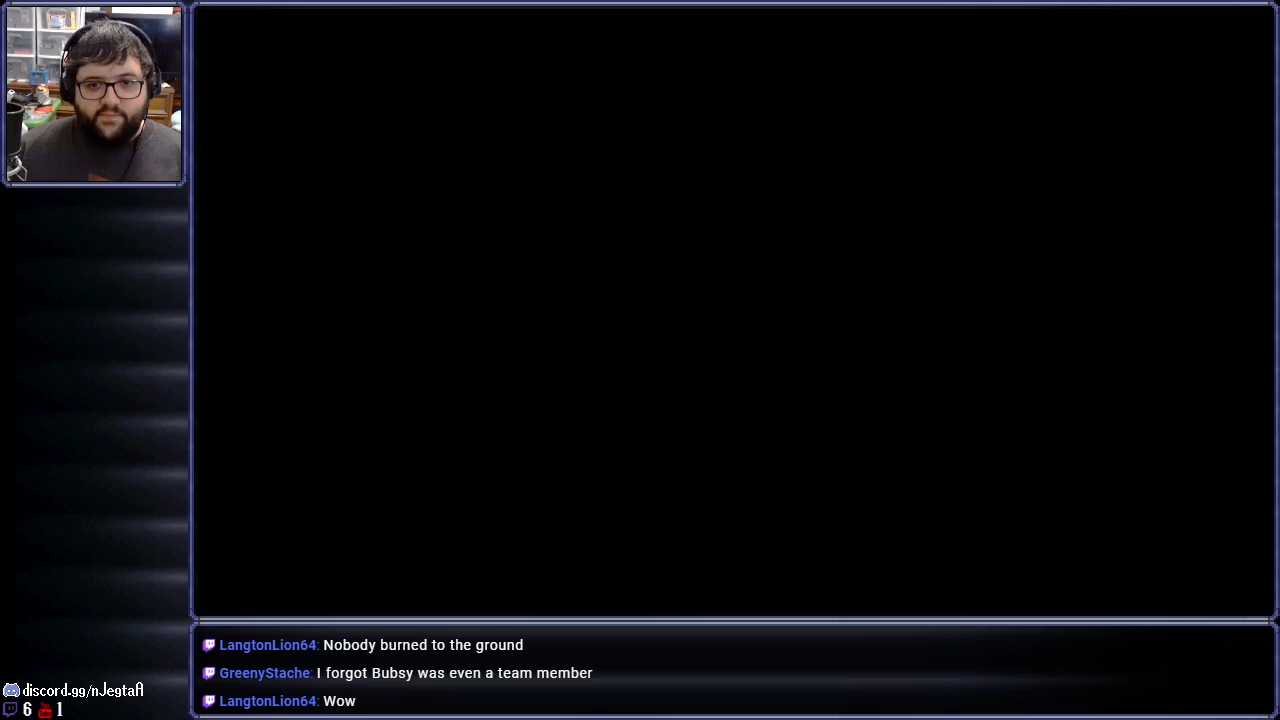 LangtonLion64: Nobody burned to the ground
GreenyStache: I forgot Bubsy was even a team member
LangtonLion64: Wow
discord.gg/nJegtafl
6 1